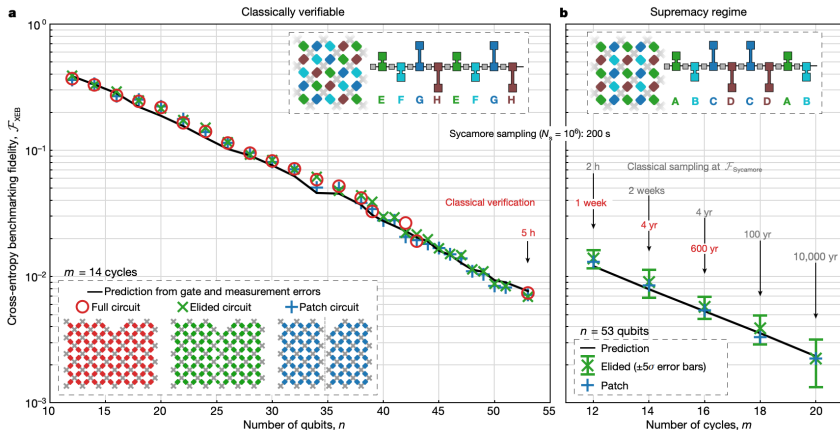 a
Classically verifiable
b
Supremacy regime
10⁰
10⁻¹
10⁻²
10⁻³
Cross-entropy benchmarking fidelity, ℱXEB
E F G H E F G H
A B C D C D A B
Sycamore sampling (Nₛ = 10⁶): 200 s
Classical sampling at ℱSycamore
Classical verification
5 h
2 h
1 week
2 weeks
4 yr
4 yr
600 yr
100 yr
10,000 yr
m = 14 cycles
Prediction from gate and measurement errors
Full circuit
Elided circuit
Patch circuit
n = 53 qubits
Prediction
Elided (±5σ error bars)
Patch
10 15 20 25 30 35 40 45 50 55
12 14 16 18 20
Number of qubits, n
Number of cycles, m